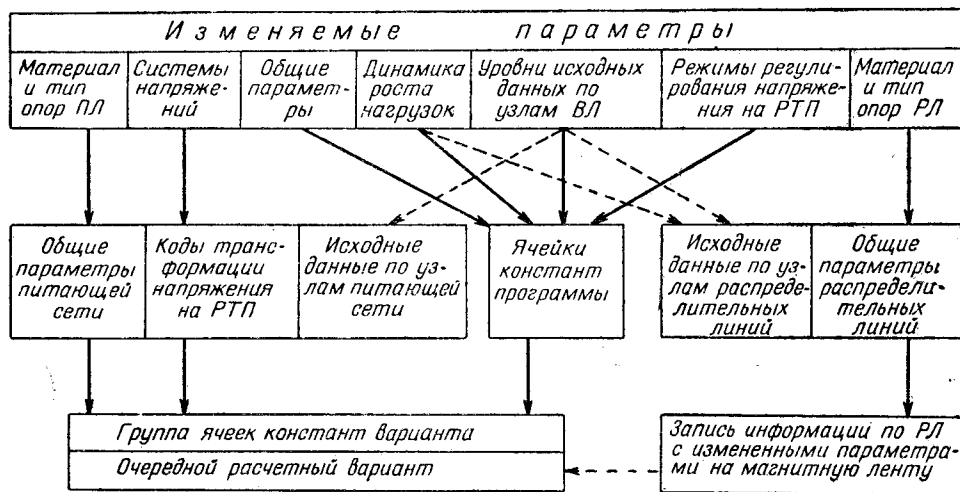 Изменяемые параметры
Материал
и тип
опор ПЛ
Системы
напряже-
ний
Общие
парамет-
ры
Динамика
роста
нагрузок
Уровни исходных
данных по
узлам ВЛ
Режимы регули-
рования напряже-
ния на РТП
Материал
и тип
опор РЛ
Общие
параметры
питающей
сети
Коды транс-
формации
напряжения
на РТП
Исходные
данные по уз-
лам питающей
сети
Ячейки
констант
программы
Исходные
данные по уз-
лам распреде-
лительных
линий
Общие
параметры
распредели-
тельных
линий
Группа ячеек констант варианта
Очередной расчетный вариант
Запись информаций по РЛ
с измененными параметра-
ми на магнитную ленту